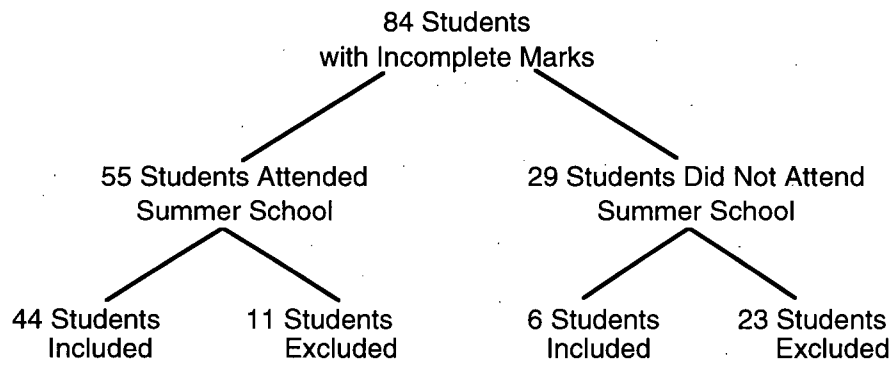 84 Students
with Incomplete Marks
55 Students Attended
Summer School
29 Students Did Not Attend
Summer School
44 Students
Included
11 Students
Excluded
6 Students
Included
23 Students
Excluded